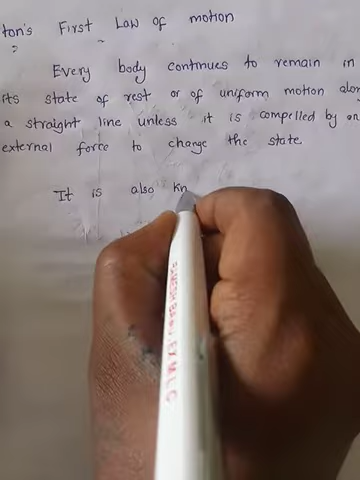 ton's First Law of motion
Every body continues to remain in
its state of rest or of uniform motion alon
a straight line unless it is compelled by an
external force to change the state
It is also kn